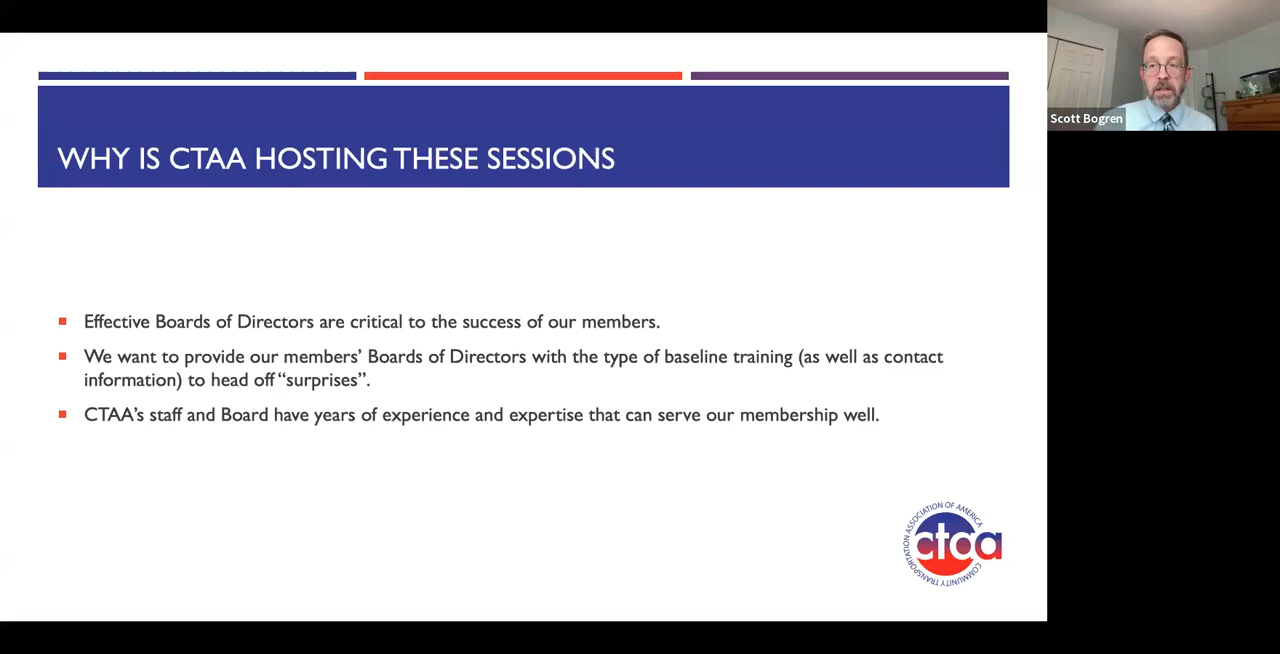 WHY IS CTAA HOSTING THESE SESSIONS
Effective Boards of Directors are critical to the success of our members.
We want to provide our members’ Boards of Directors with the type of baseline training (as well as contact
information) to head off “surprises”.
CTAA’s staff and Board have years of experience and expertise that can serve our membership well.
COMMUNITY TRANSPORTATION ASSOCIATION OF AMERICA
ctaa
Scott Bogren